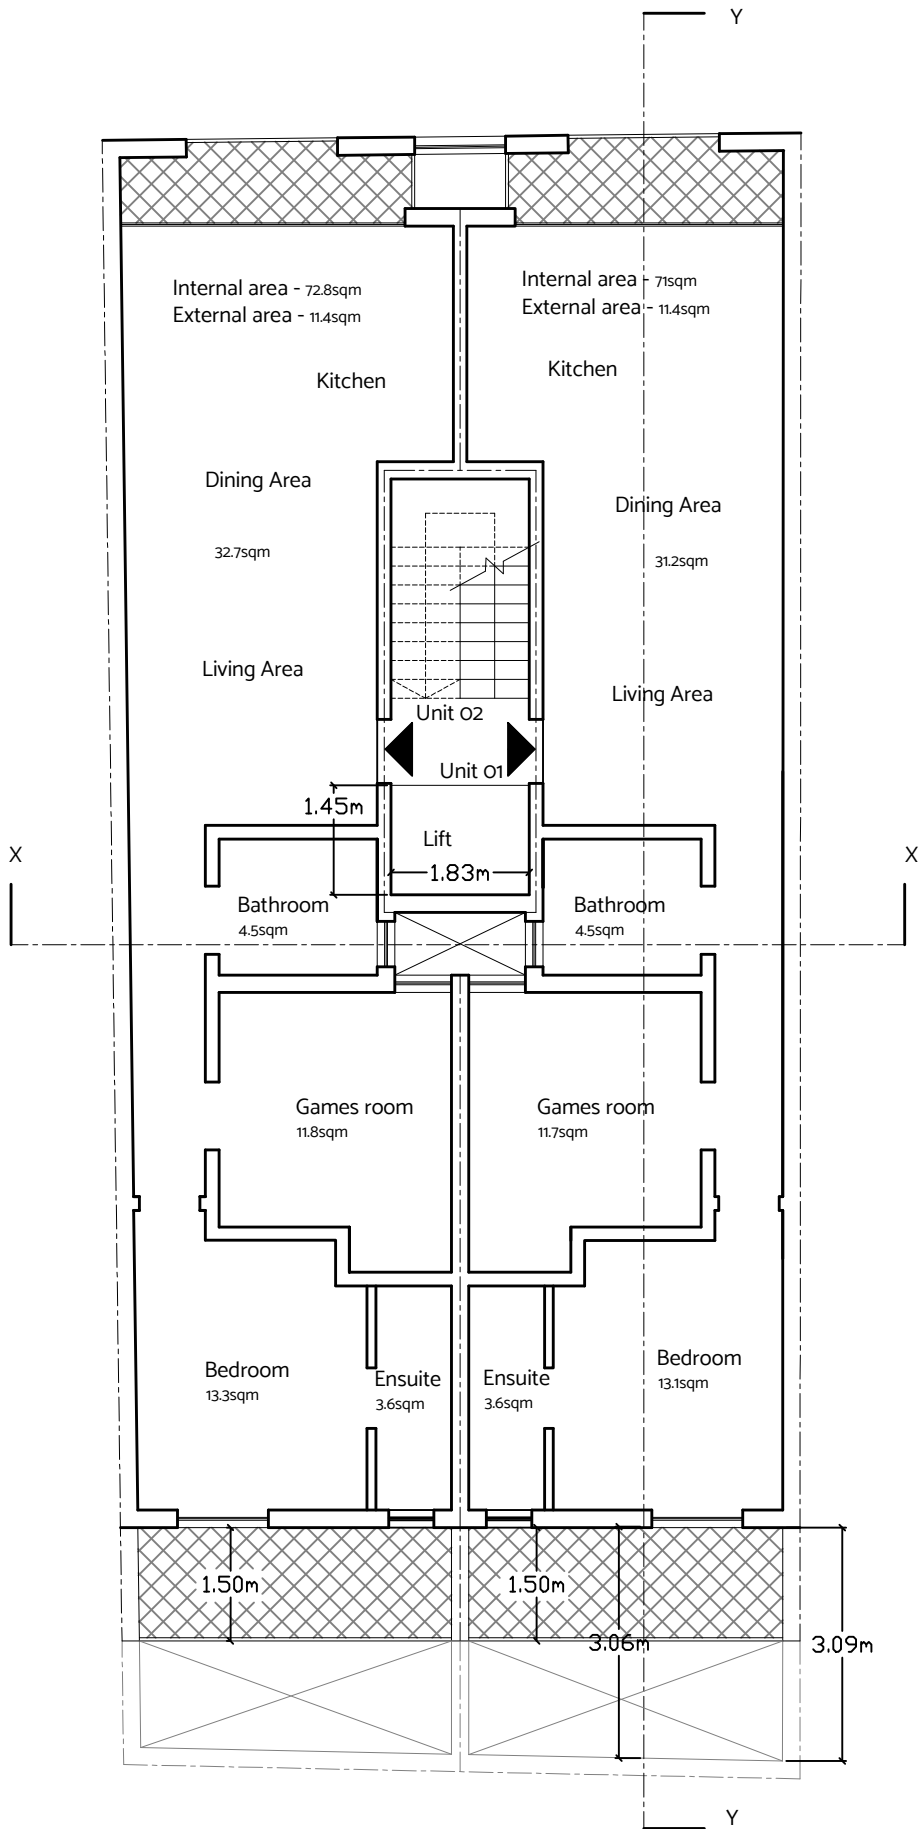 Y
Internal area - 72.8sqm
External area - 11.4sqm
Internal area - 71sqm
External area - 11.4sqm
Kitchen
Kitchen
Dining Area
Dining Area
32.7sqm
31.2sqm
Living Area
Living Area
Unit 02
Unit 01
1.45m
Lift
1.83m
X
X
Bathroom
4.5sqm
Bathroom
4.5sqm
Games room
11.8sqm
Games room
11.7sqm
Bedroom
13.3sqm
Ensuite
3.6sqm
Ensuite
3.6sqm
Bedroom
13.1sqm
1.50m
1.50m
3.06m
3.09m
Y